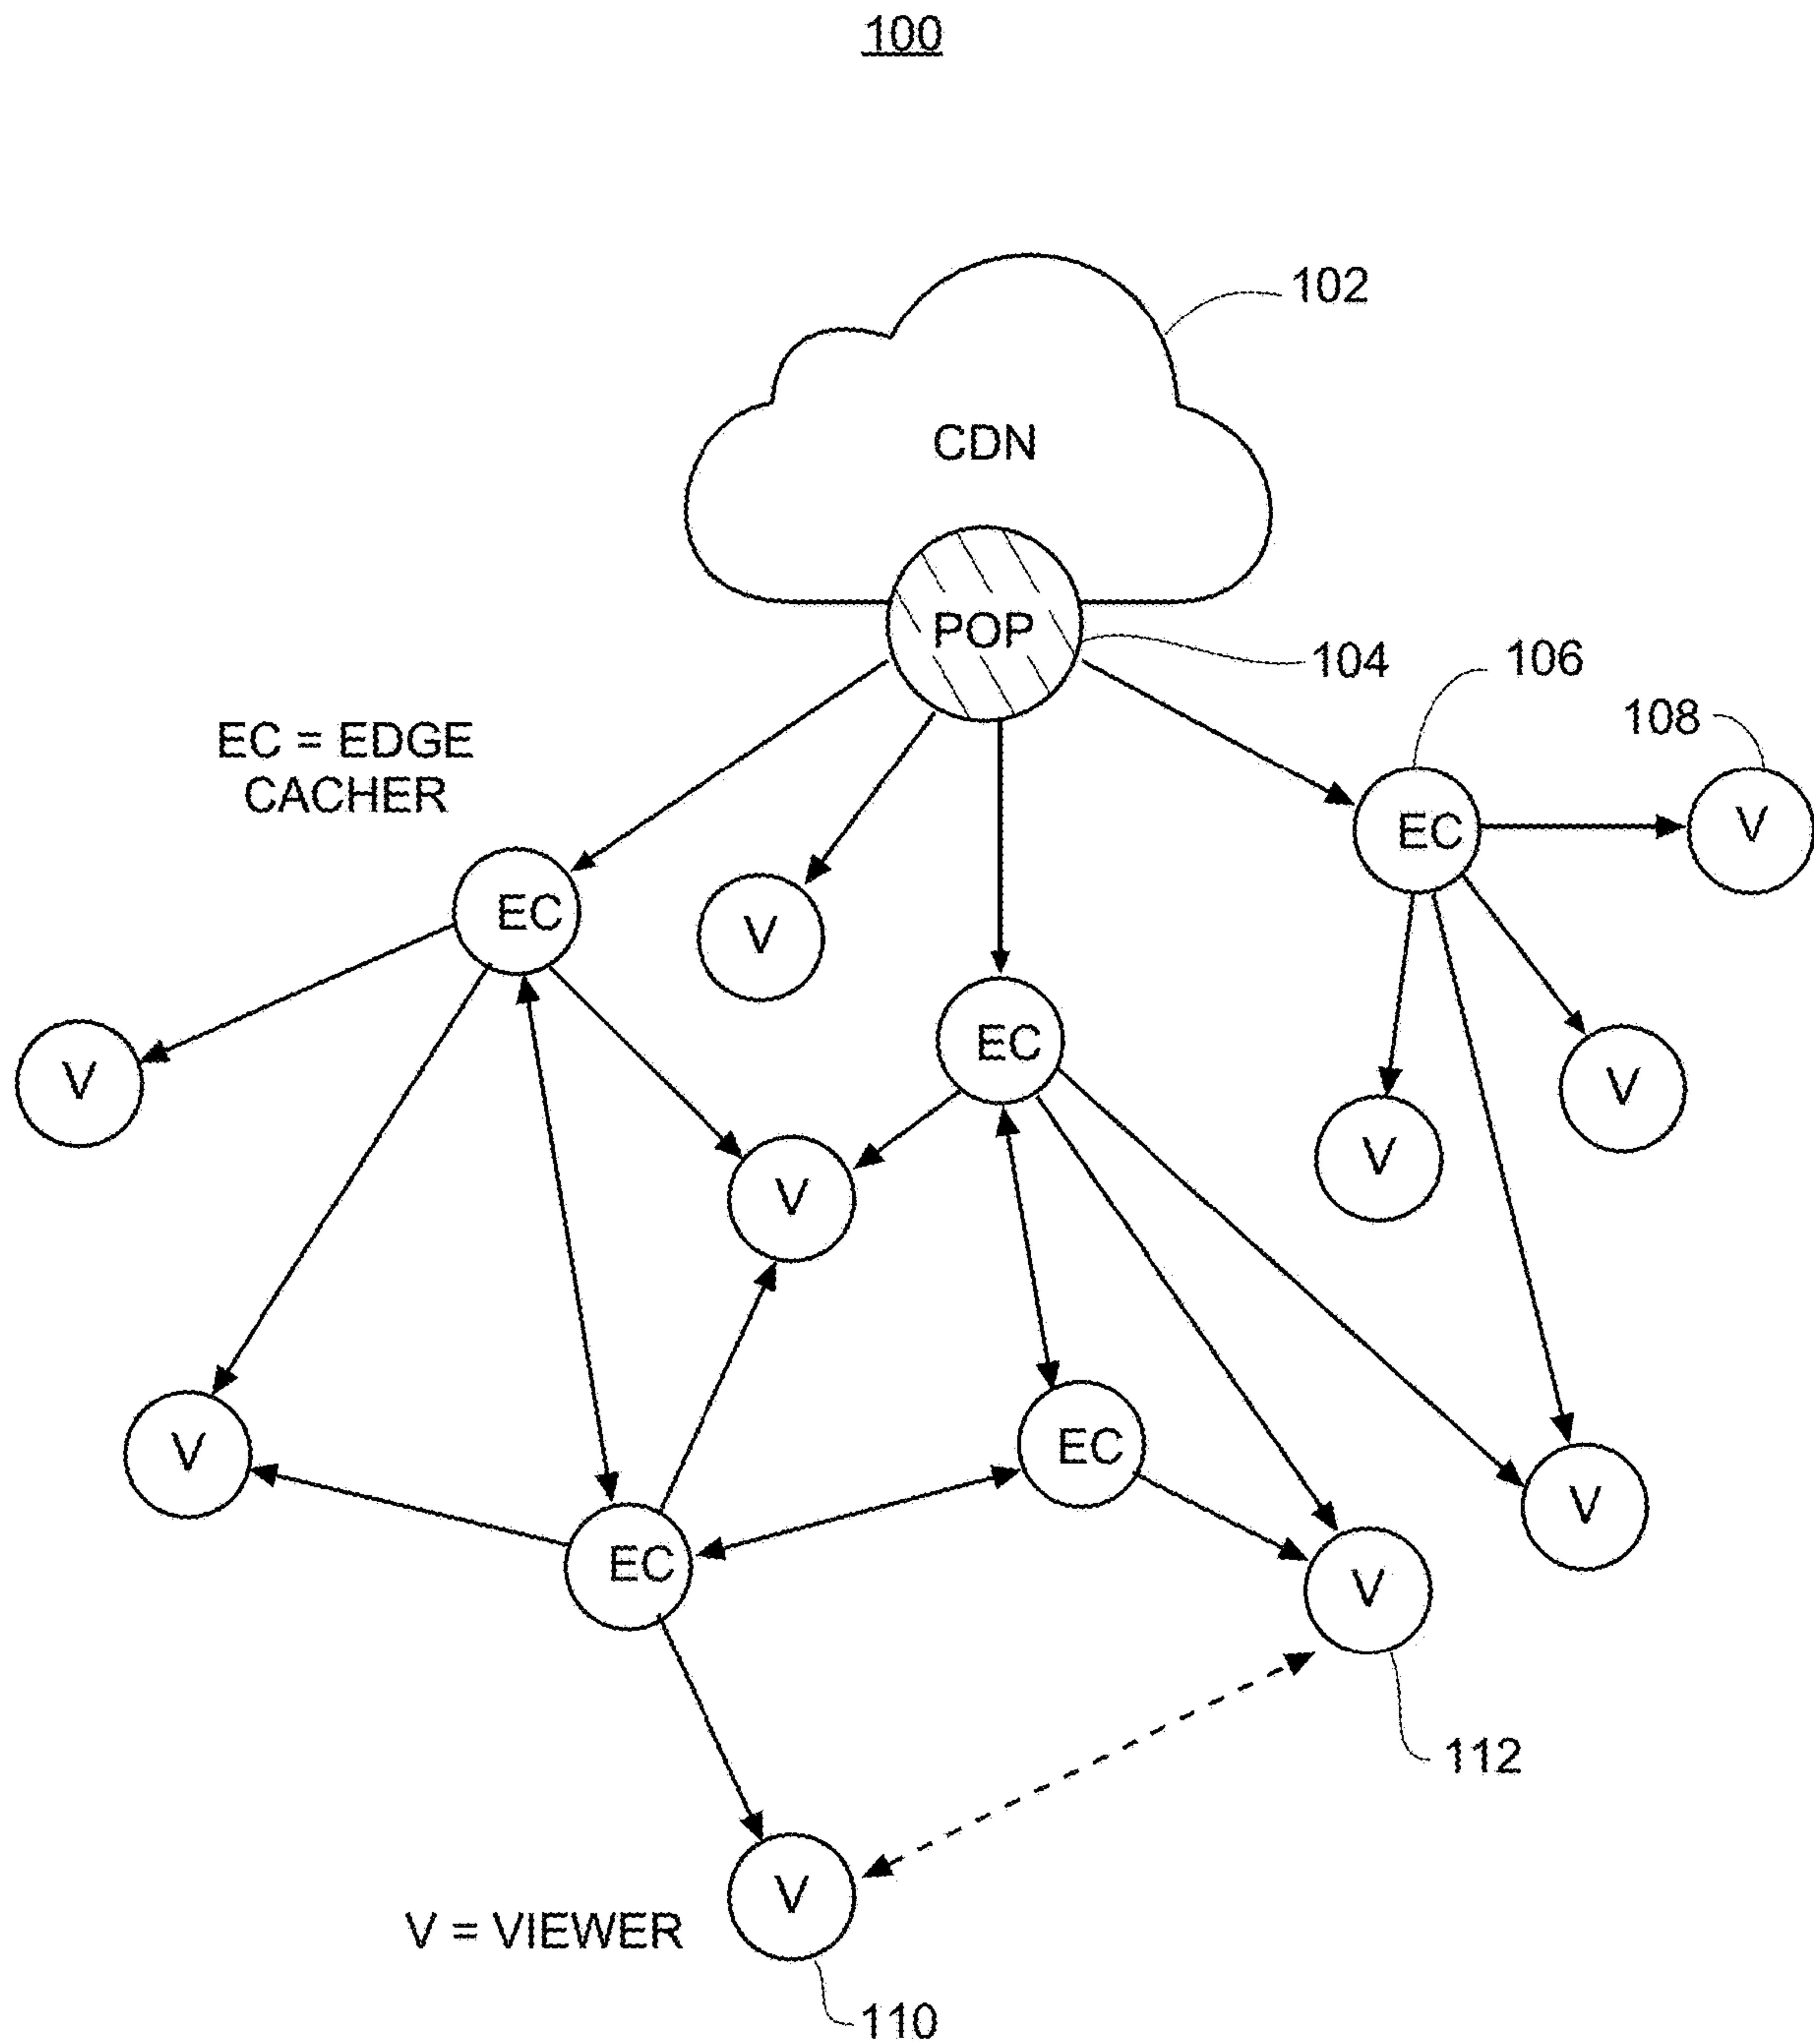 100
102
CDN
POP
104
106
108
EC = EDGE
CACHER
EC
V
EC
V
V
EC
V
V
V
V
V
EC
EC
V
V
112
V
V = VIEWER
110